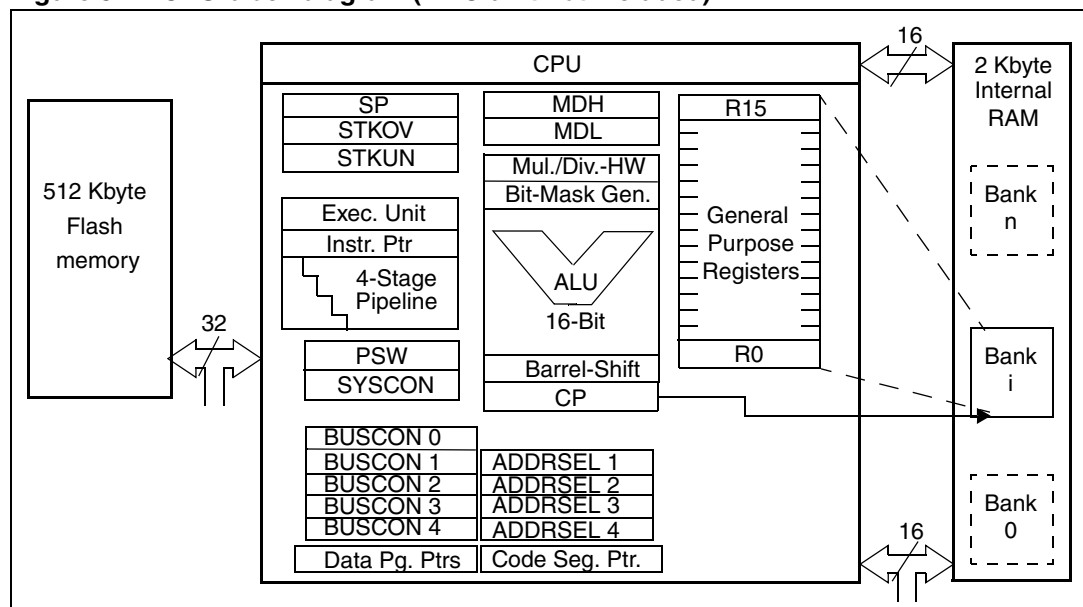 CPU
16
2 Kbyte
Internal
RAM
512 Kbyte
Flash
memory
32
SP
STKOV
STKUN
Exec. Unit
Instr. Ptr
4-Stage
Pipeline
PSW
SYSCON
MDH
MDL
Mul./Div.-HW
Bit-Mask Gen.
ALU
16-Bit
Barrel-Shift
CP
R15
General
Purpose
Registers
R0
Bank
n
Bank
i
Bank
0
BUSCON 0
BUSCON 1
BUSCON 2
BUSCON 3
BUSCON 4
ADDRSEL 1
ADDRSEL 2
ADDRSEL 3
ADDRSEL 4
Data Pg. Ptrs
Code Seg. Ptr.
16